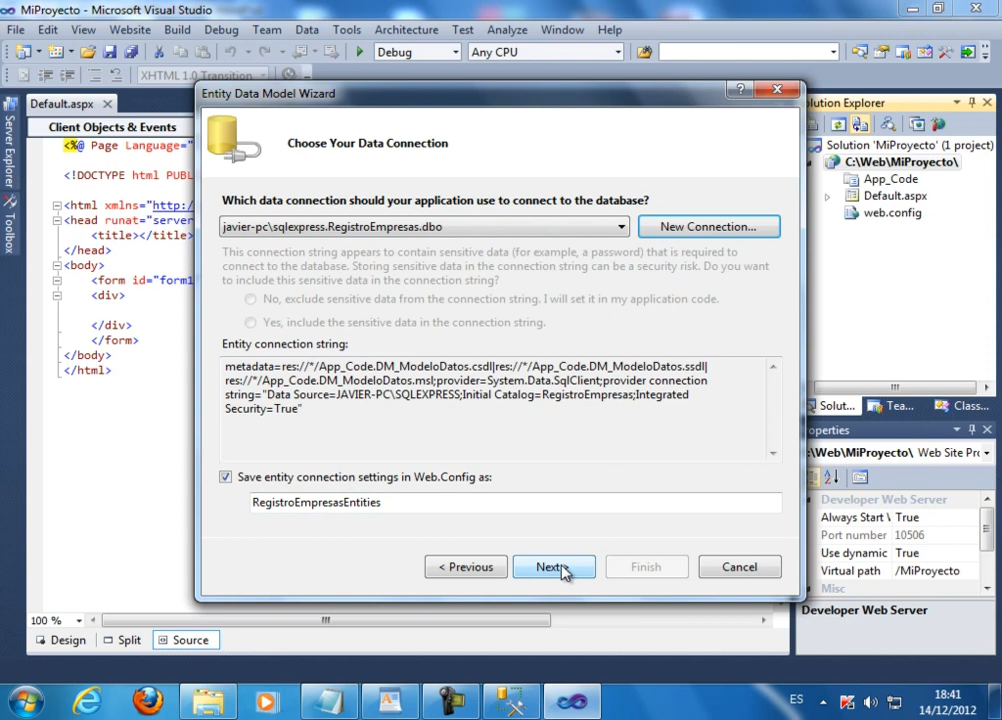 MiProyecto - Microsoft Visual Studio
File Edit View Website Build Debug Team Data Tools Architecture Test Analyze Window Help
Debug Any CPU
XHTML 1.0 Transition
Server Explorer
Toolbox
Default.aspx
Client Objects & Events
<%@ Page Language="
<!DOCTYPE html PUBL
<html xmlns="http:/
<head runat="server
<title></title>
</head>
<body>
<form id="form1
<div>
</div>
</form>
</body>
</html>
100 %
Design Split Source
Entity Data Model Wizard
Choose Your Data Connection
Which data connection should your application use to connect to the database?
javier-pc\sqlexpress.RegistroEmpresas.dbo New Connection...
This connection string appears to contain sensitive data (for example, a password) that is required to
connect to the database. Storing sensitive data in the connection string can be a security risk. Do you want
to include this sensitive data in the connection string?
No, exclude sensitive data from the connection string. I will set it in my application code.
Yes, include the sensitive data in the connection string.
Entity connection string:
metadata=res://*/App_Code.DM_ModeloDatos.csdl|res://*/App_Code.DM_ModeloDatos.ssdl|
res://*/App_Code.DM_ModeloDatos.msl;provider=System.Data.SqlClient;provider connection
string="Data Source=JAVIER-PC\SQLEXPRESS;Initial Catalog=RegistroEmpresas;Integrated
Security=True"
Save entity connection settings in Web.Config as:
RegistroEmpresasEntities
< Previous Next > Finish Cancel
olution Explorer
Solution 'MiProyecto' (1 project)
C:\Web\MiProyecto\
App_Code
Default.aspx
web.config
Solut... Tea... Class...
roperties
:\Web\MiProyecto\ Web Site Pro
Developer Web Server
Always Start V True
Port number 10506
Use dynamic True
Virtual path /MiProyecto
Misc
Developer Web Server
ES
18:41
14/12/2012